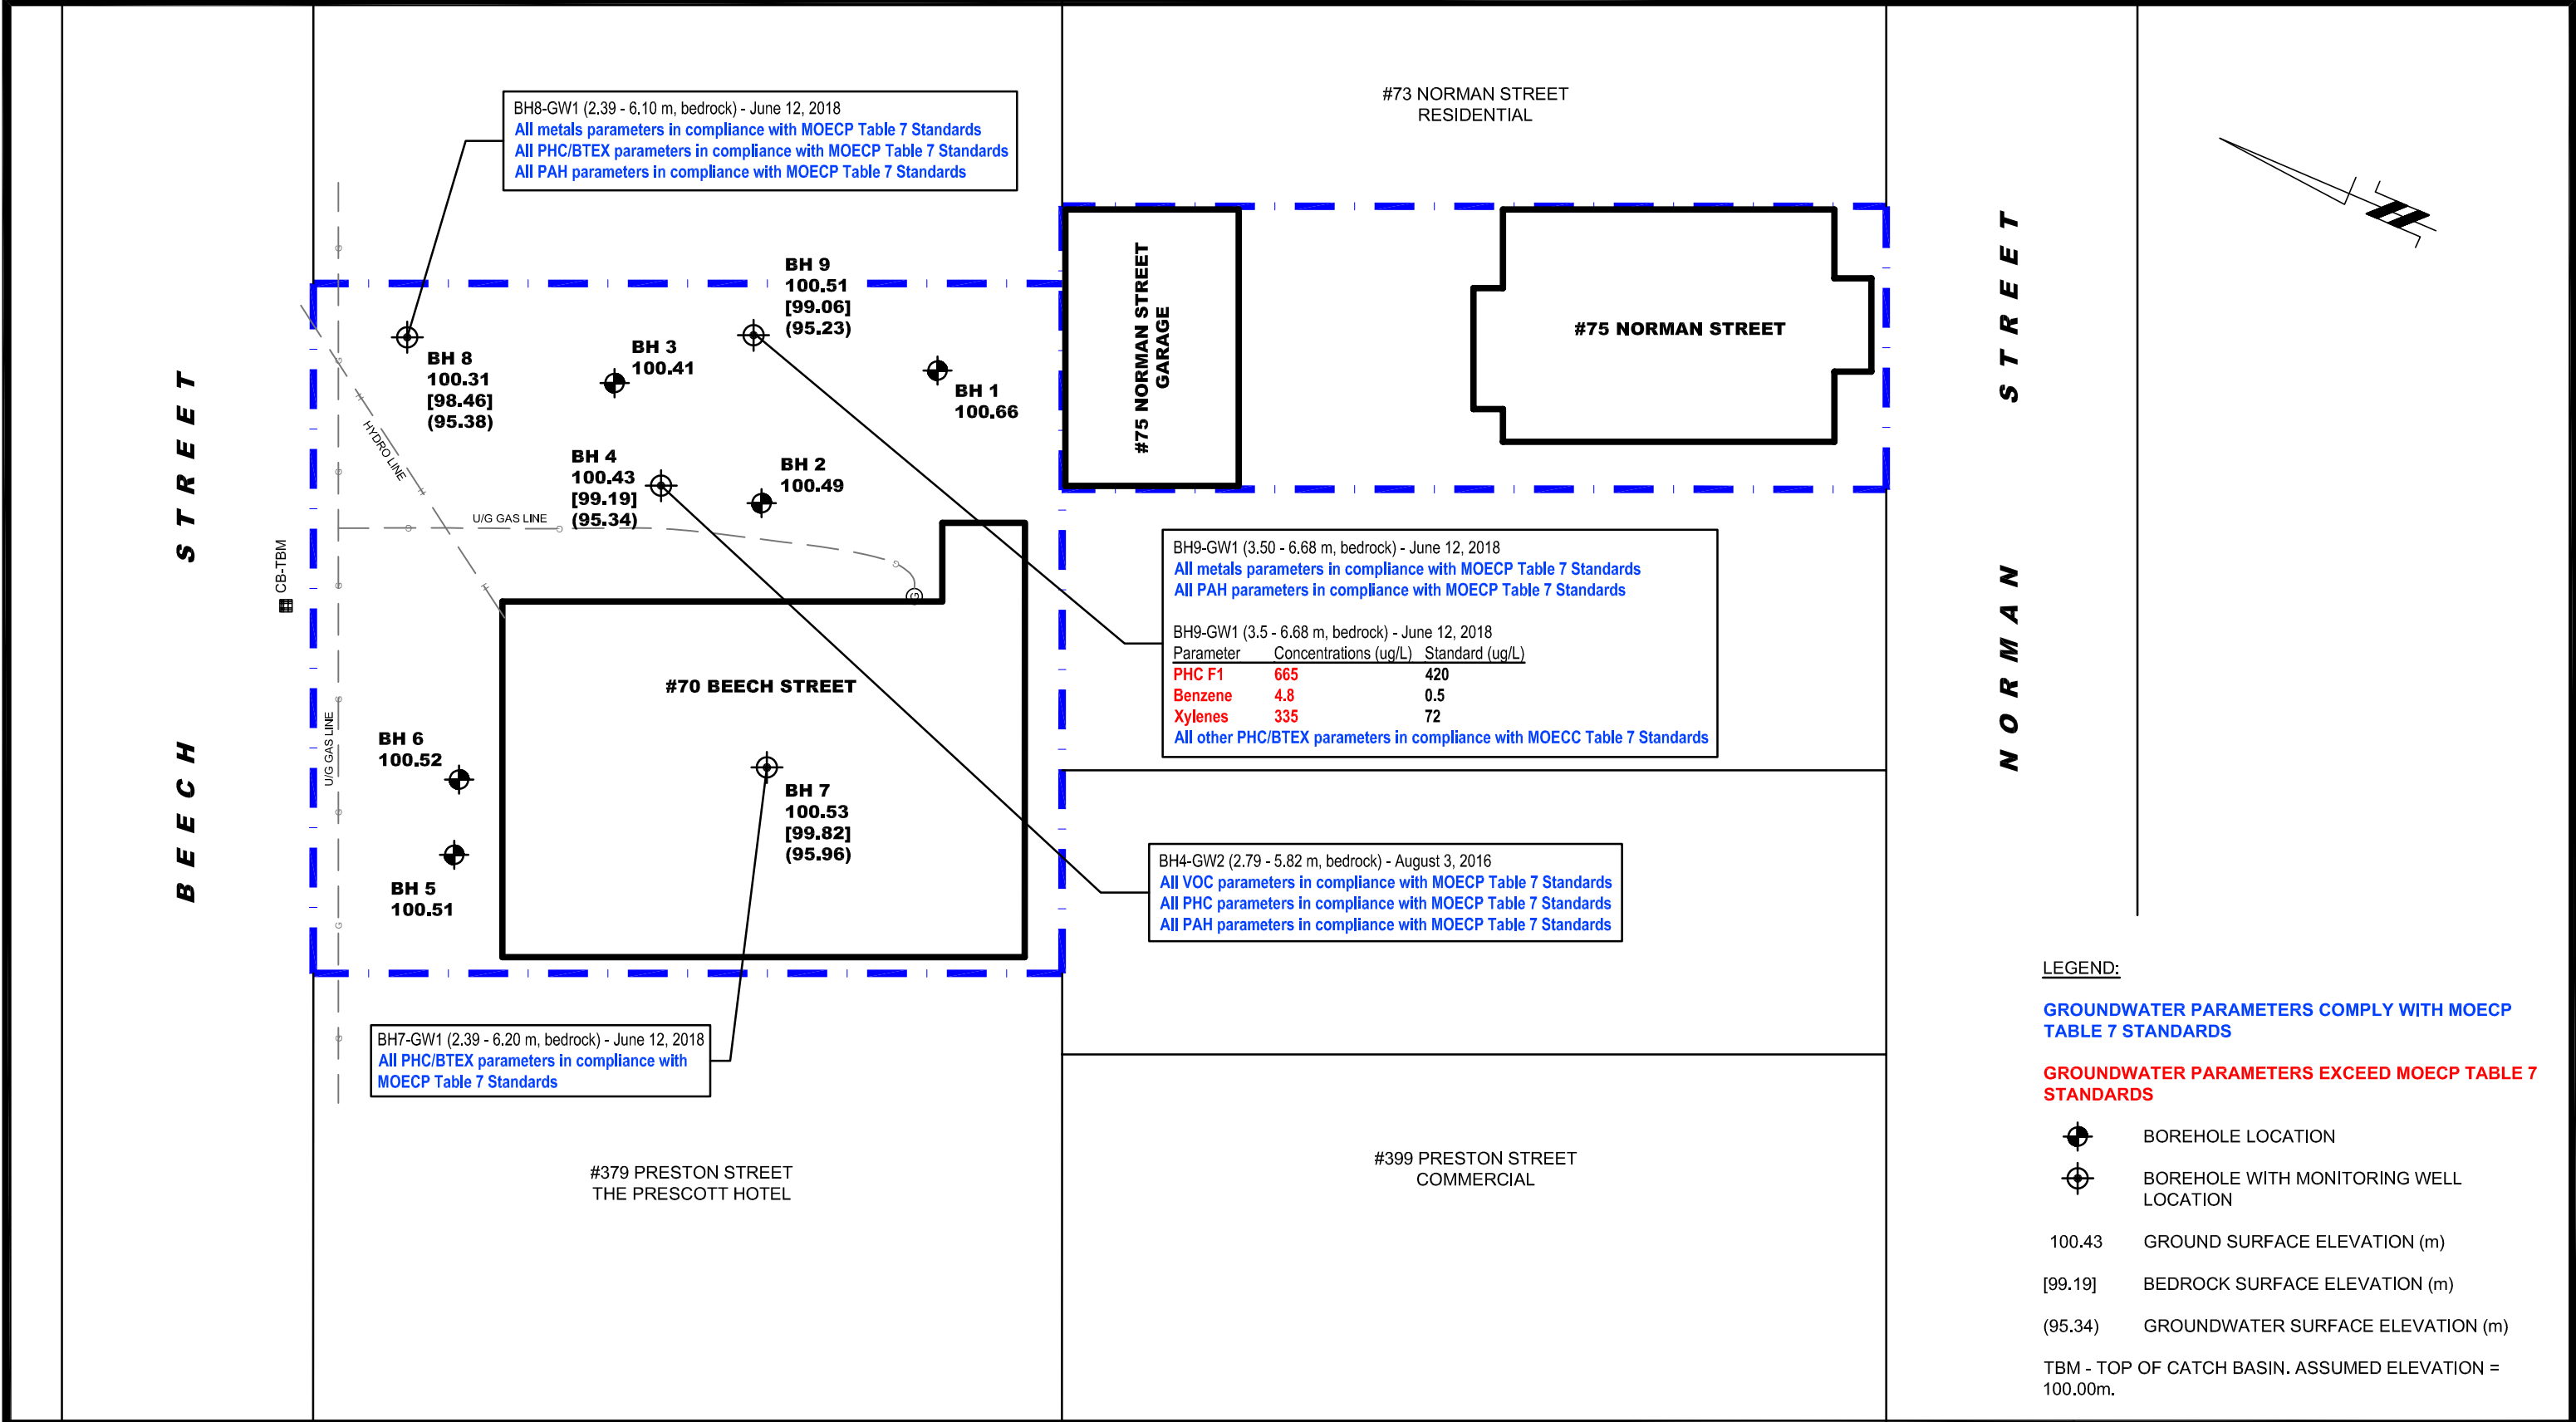 #73 NORMAN STREET
RESIDENTIAL
BH8-GW1 (2.39 - 6.10 m, bedrock) - June 12, 2018
All metals parameters in compliance with MOECP Table 7 Standards
All PHC/BTEX parameters in compliance with MOECP Table 7 Standards
All PAH parameters in compliance with MOECP Table 7 Standards
BH 9
100.51
[99.06]
(95.23)
BH 8
100.31
[98.46]
(95.38)
BH 3
100.41
BH 1
100.66
BH 4
100.43
[99.19]
(95.34)
BH 2
100.49
HYDRO LINE
H
H
H
U/G GAS LINE
G
G
G
G
G
G
G
G
G
G
G
G
G
U/G GAS LINE
CB-TBM
BEECH STREET
#75 NORMAN STREET
GARAGE
#75 NORMAN STREET
NORMAN STREET
#70 BEECH STREET
BH 6
100.52
BH 5
100.51
BH 7
100.53
[99.82]
(95.96)
BH9-GW1 (3.50 - 6.68 m, bedrock) - June 12, 2018
All metals parameters in compliance with MOECP Table 7 Standards
All PAH parameters in compliance with MOECP Table 7 Standards
BH9-GW1 (3.5 - 6.68 m, bedrock) - June 12, 2018
Parameter Concentrations (ug/L) Standard (ug/L)
PHC F1 665 420
Benzene 4.8 0.5
Xylenes 335 72
All other PHC/BTEX parameters in compliance with MOECC Table 7 Standards
BH4-GW2 (2.79 - 5.82 m, bedrock) - August 3, 2016
All VOC parameters in compliance with MOECP Table 7 Standards
All PHC parameters in compliance with MOECP Table 7 Standards
All PAH parameters in compliance with MOECP Table 7 Standards
BH7-GW1 (2.39 - 6.20 m, bedrock) - June 12, 2018
All PHC/BTEX parameters in compliance with
MOECP Table 7 Standards
#379 PRESTON STREET
THE PRESCOTT HOTEL
#399 PRESTON STREET
COMMERCIAL
LEGEND:
GROUNDWATER PARAMETERS COMPLY WITH MOECP
TABLE 7 STANDARDS
GROUNDWATER PARAMETERS EXCEED MOECP TABLE 7
STANDARDS
BOREHOLE LOCATION
BOREHOLE WITH MONITORING WELL
LOCATION
100.43 GROUND SURFACE ELEVATION (m)
[99.19] BEDROCK SURFACE ELEVATION (m)
(95.34) GROUNDWATER SURFACE ELEVATION (m)
TBM - TOP OF CATCH BASIN. ASSUMED ELEVATION =
100.00m.